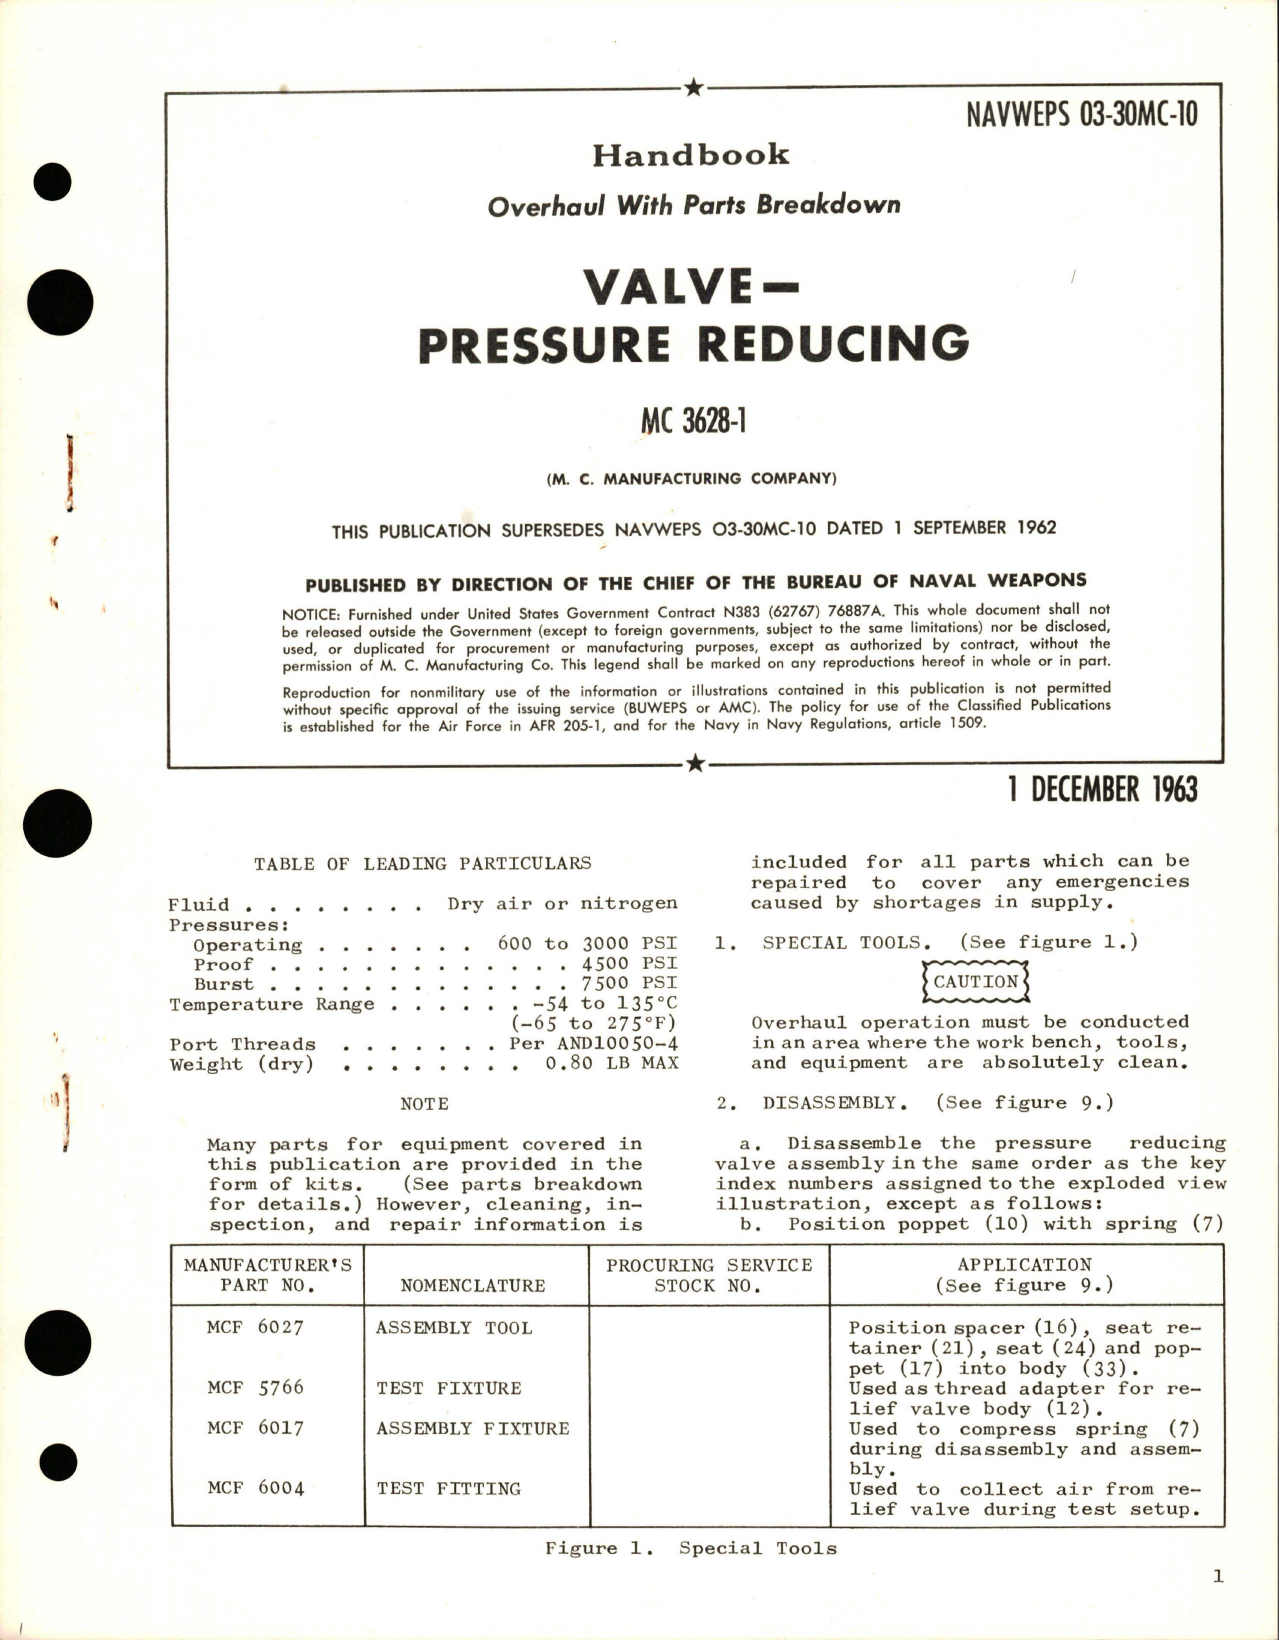 NAVWEPS 03-30MC-10
Handbook
Overhaul With Parts Breakdown
VALVE—
PRESSURE REDUCING
MC 3628-1
(M. C. MANUFACTURING COMPANY)
THIS PUBLICATION SUPERSEDES NAVWEPS O3-30MC-10 DATED 1 SEPTEMBER 1962
PUBLISHED BY DIRECTION OF THE CHIEF OF THE BUREAU OF NAVAL WEAPONS
NOTICE: Furnished under United States Government Contract N383 (62767) 76887A. This whole document shall not
be released outside the Government (except to foreign governments, subject to the same limitations) nor be disclosed,
used, or duplicated for procurement or manufacturing purposes, except as authorized by contract, without the
permission of M. C. Manufacturing Co. This legend shall be marked on any reproductions hereof in whole or in part.
Reproduction for nonmilitary use of the information or illustrations contained in this publication is not permitted
without specific approval of the issuing service (BUWEPS or AMC). The policy for use of the Classified Publications
is established for the Air Force in AFR 205-1, and for the Navy in Navy Regulations, article 1509.
1 DECEMBER 1963
TABLE OF LEADING PARTICULARS
Fluid . . . . . . . . Dry air or nitrogen
Pressures:
Operating . . . . . . . 600 to 3000 PSI
Proof . . . . . . . . . . . . . 4500 PSI
Burst . . . . . . . . . . . . . 7500 PSI
Temperature Range . . . . . . -54 to 135°C
(-65 to 275°F)
Port Threads . . . . . . . Per AND10050-4
Weight (dry) . . . . . . . . 0.80 LB MAX
NOTE
Many parts for equipment covered in
this publication are provided in the
form of kits. (See parts breakdown
for details.) However, cleaning, in-
spection, and repair information is
included for all parts which can be
repaired to cover any emergencies
caused by shortages in supply.
1. SPECIAL TOOLS. (See figure 1.)
CAUTION
Overhaul operation must be conducted
in an area where the work bench, tools,
and equipment are absolutely clean.
2. DISASSEMBLY. (See figure 9.)
a. Disassemble the pressure reducing
valve assembly in the same order as the key
index numbers assigned to the exploded view
illustration, except as follows:
b. Position poppet (10) with spring (7)
MANUFACTURER'S
PART NO.
NOMENCLATURE
PROCURING SERVICE
STOCK NO.
APPLICATION
(See figure 9.)
MCF 6027 ASSEMBLY TOOL Position spacer (16), seat re-
tainer (21), seat (24) and pop-
pet (17) into body (33).
MCF 5766 TEST FIXTURE Used as thread adapter for re-
lief valve body (12).
MCF 6017 ASSEMBLY FIXTURE Used to compress spring (7)
during disassembly and assem-
bly.
MCF 6004 TEST FITTING Used to collect air from re-
lief valve during test setup.
Figure 1. Special Tools
1